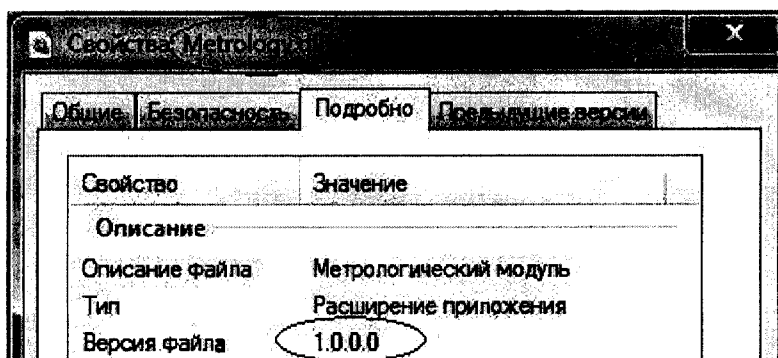 Свойства: Metrology.d
Общие Безопасность Подробно Предыдущие версии
Свойство Значение
Описание
Описание файла Метрологический модуль
Тип Расширение приложения
Версия файла 1.0.0.0